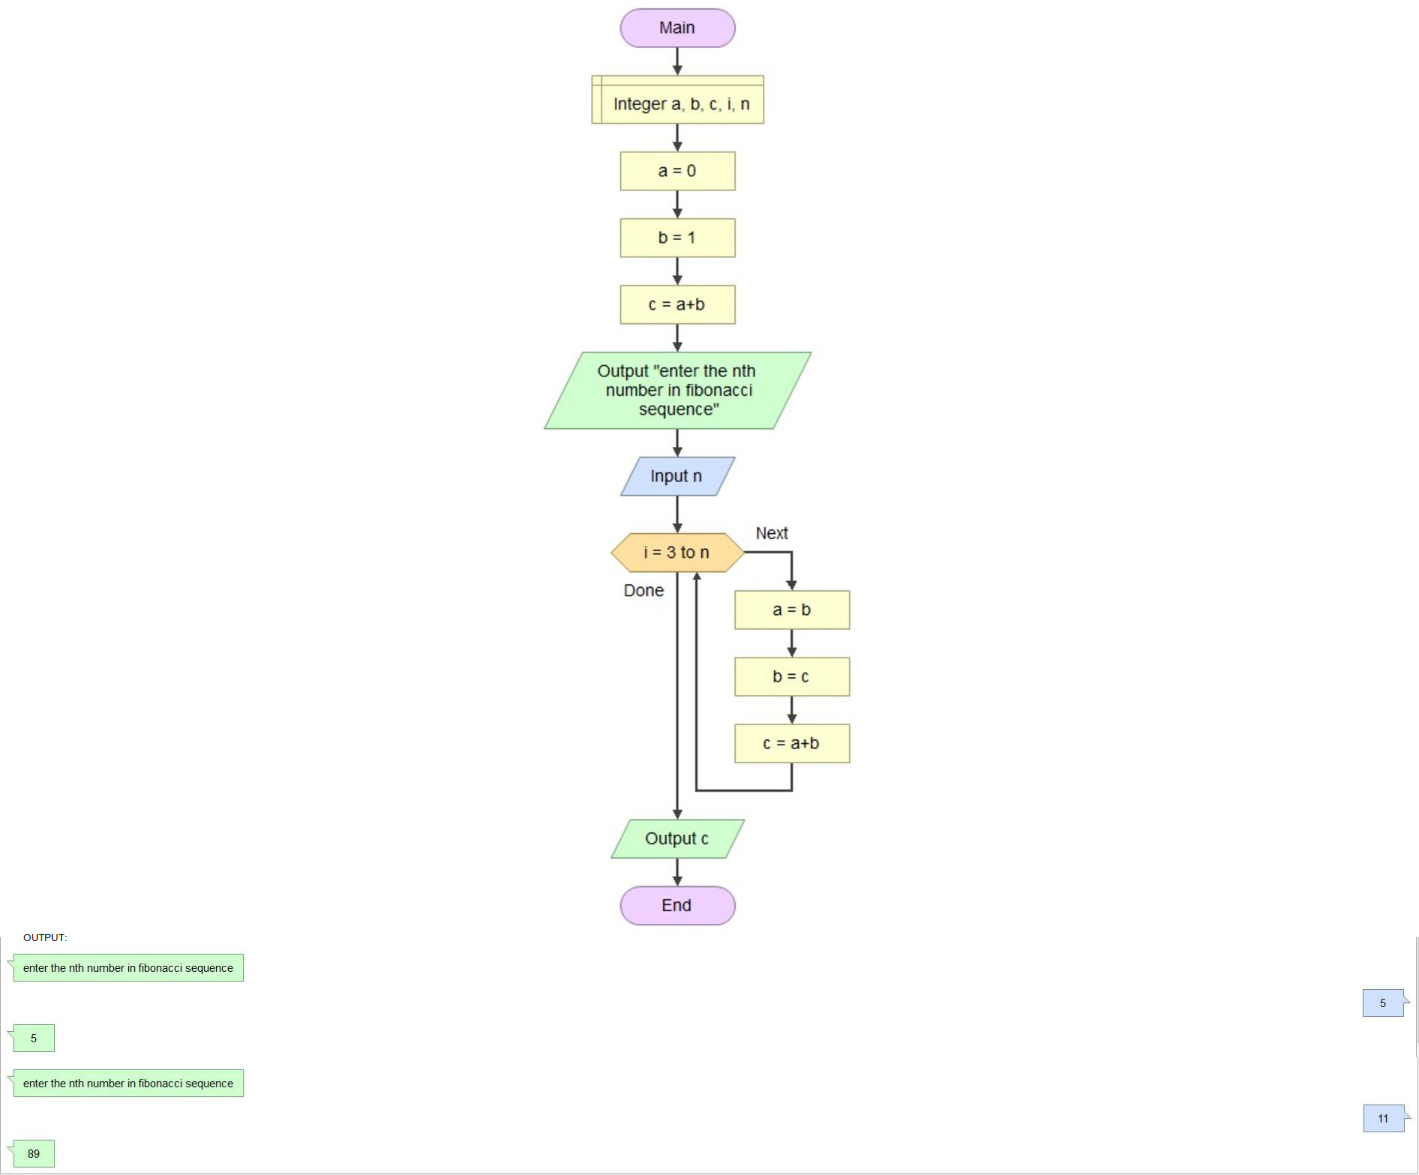 Main
Integer a, b, c, i, n
a = 0
b = 1
c = a+b
Output "enter the nth
number in fibonacci
sequence"
Input n
Next
i = 3 to n
Done
a = b
b = c
c = a+b
Output c
End
OUTPUT:
enter the nth number in fibonacci sequence
5
5
enter the nth number in fibonacci sequence
11
89